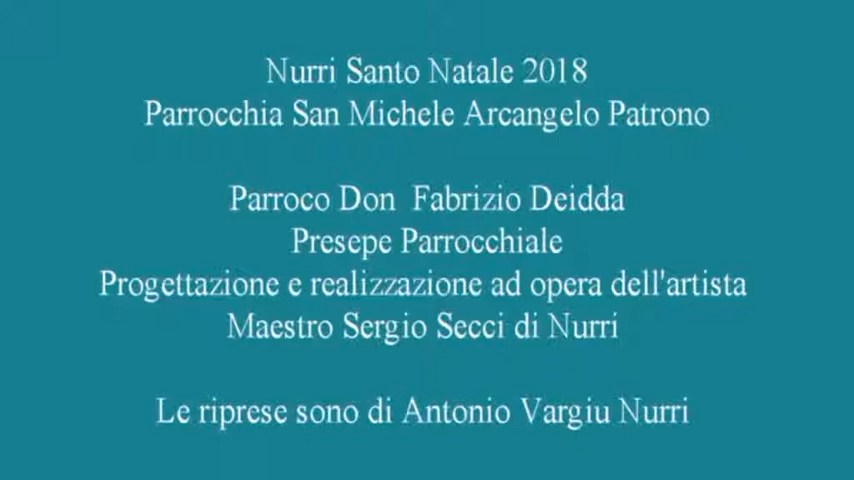 Nurri Santo Natale 2018
Parrocchia San Michele Arcangelo Patrono
Parroco Don  Fabrizio Deidda
Presepe Parrocchiale
Progettazione e realizzazione ad opera dell'artista
Maestro Sergio Secci di Nurri
Le riprese sono di Antonio Vargiu Nurri